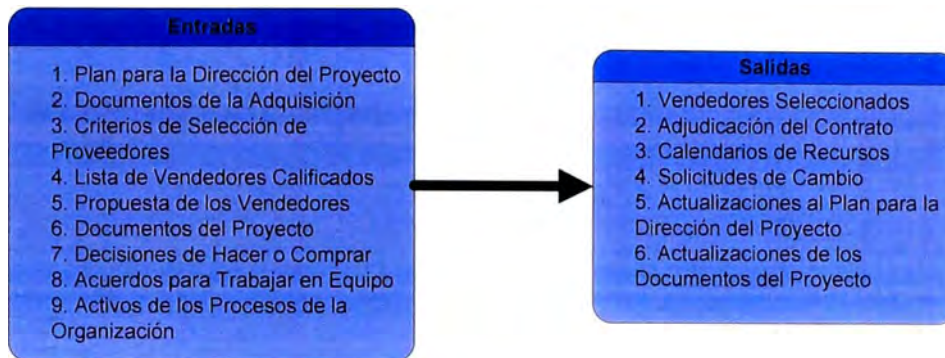 Entradas
1. Plan para la Dirección del Proyecto
2. Documentos de la Adquisición
3. Criterios de Selección de
Proveedores
4. Lista de Vendedores Calificados
5. Propuesta de los Vendedores
6. Documentos del Proyecto
7. Decisiones de Hacer o Comprar
8. Acuerdos para Trabajar en Equipo
9. Activos de los Procesos de la
Organización
Salidas
1. Vendedores Seleccionados
2. Adjudicación del Contrato
3. Calendarios de Recursos
4. Solicitudes de Cambio
5. Actualizaciones al Plan para la
Dirección del Proyecto
6. Actualizaciones de los
Documentos del Proyecto